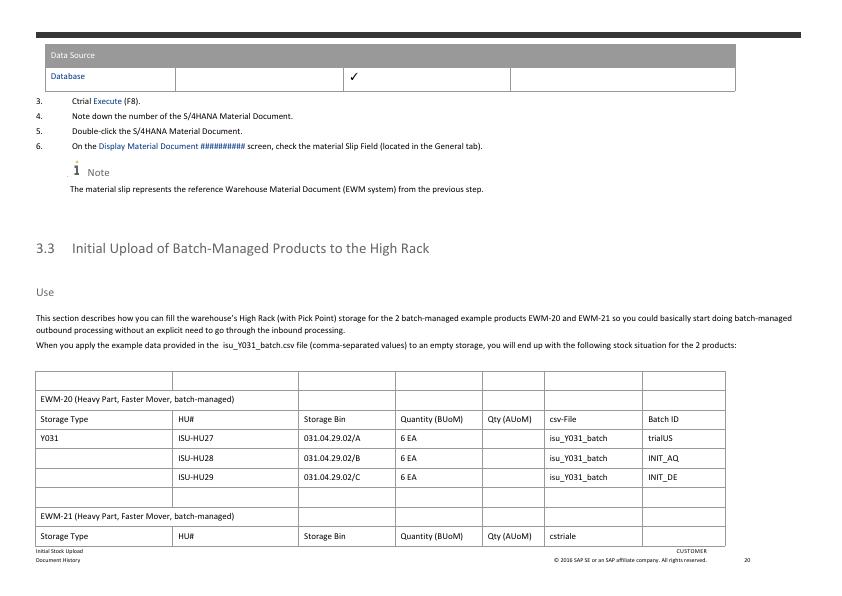 Data Source
Database ✓
3. Ctrial Execute (F8).
4. Note down the number of the S/4HANA Material Document.
5. Double-click the S/4HANA Material Document.
6. On the Display Material Document ########## screen, check the material Slip Field (located in the General tab).
Note
The material slip represents the reference Warehouse Material Document (EWM system) from the previous step.
3.3 Initial Upload of Batch-Managed Products to the High Rack
Use
This section describes how you can fill the warehouse's High Rack (with Pick Point) storage for the 2 batch-managed example products EWM-20 and EWM-21 so you could basically start doing batch-managed
outbound processing without an explicit need to go through the inbound processing.
When you apply the example data provided in the isu_Y031_batch.csv file (comma-separated values) to an empty storage, you will end up with the following stock situation for the 2 products:
EWM-20 (Heavy Part, Faster Mover, batch-managed)
Storage Type HU# Storage Bin Quantity (BUoM) Qty (AUoM) csv-File Batch ID
Y031 ISU-HU27 031.04.29.02/A 6 EA isu_Y031_batch trialUS
ISU-HU28 031.04.29.02/B 6 EA isu_Y031_batch INIT_AQ
ISU-HU29 031.04.29.02/C 6 EA isu_Y031_batch INIT_DE
EWM-21 (Heavy Part, Faster Mover, batch-managed)
Storage Type HU# Storage Bin Quantity (BUoM) Qty (AUoM) cstriale
Initial Stock Upload CUSTOMER
Document History © 2016 SAP SE or an SAP affiliate company. All rights reserved. 20